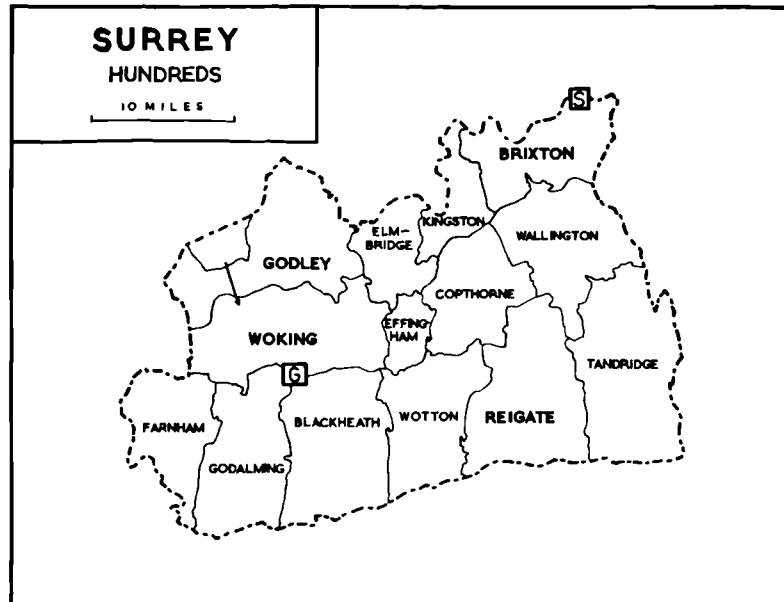 SURREY
HUNDREDS
10 MILES
S
BRIXTON
KINGSTON
ELM-
BRIDGE
WALLINGTON
GODLEY
COPTHORNE
EFFING
HAM
WOKING
TANDRIDGE
G
FARNHAM
BLACKHEATH
WOTTON
REIGATE
GODALMING